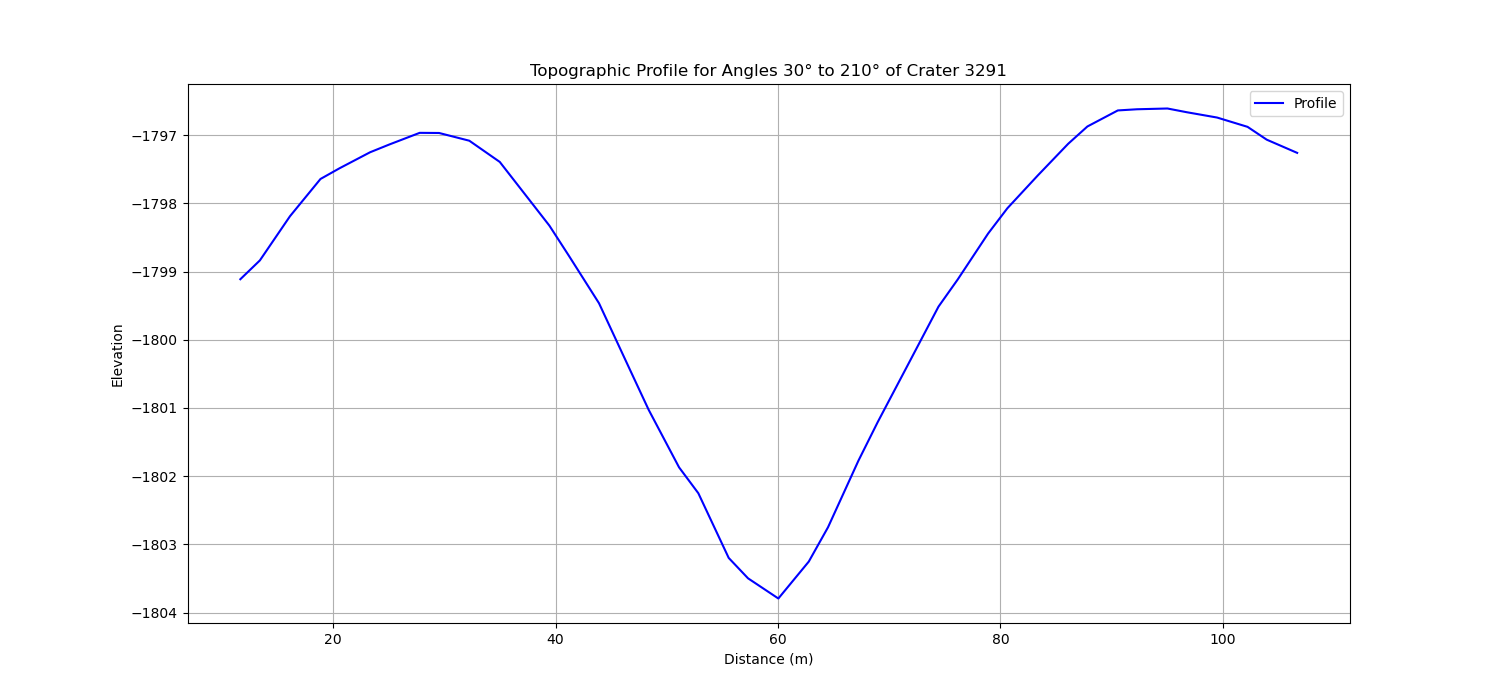 Topographic Profile for Angles 30° to 210° of Crater 3291
Profile
Elevation
−1797
−1798
−1799
−1800
−1801
−1802
−1803
−1804
20 40 60 80 100
Distance (m)